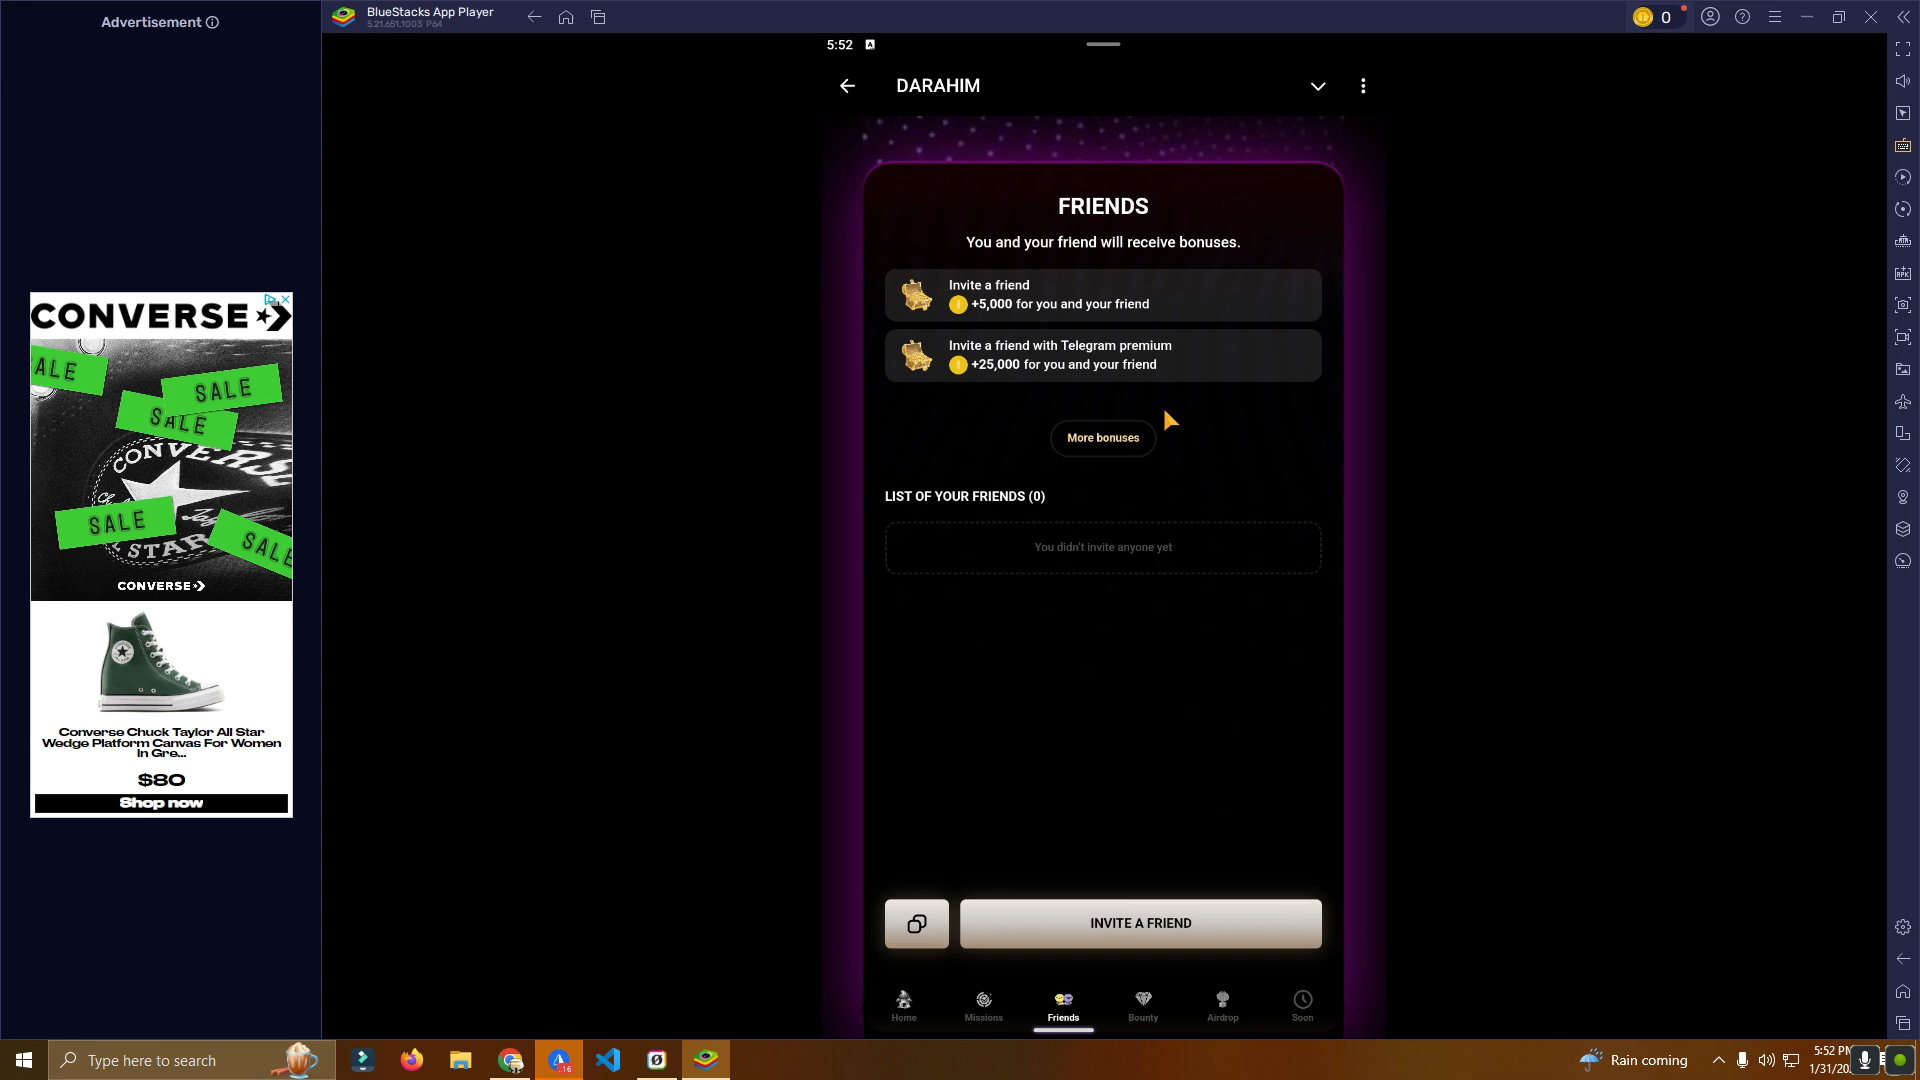 Advertisement
BlueStacks App Player
5.21.651.1003 P64
0
5:52
DARAHIM
FRIENDS
You and your friend will receive bonuses.
Invite a friend
+5,000 for you and your friend
Invite a friend with Telegram premium
+25,000 for you and your friend
More bonuses
LIST OF YOUR FRIENDS (0)
You didn't invite anyone yet
INVITE A FRIEND
Home
Missions
Friends
Bounty
Airdrop
Soon
CONVERSE
ALE
SALE
SALE
CONVERSE
SALE
SALE
ALL STAR
CONVERSE
Converse Chuck Taylor All Star
Wedge Platform Canvas For Women
In Gre...
$80
Shop now
Type here to search
Rain coming
5:52 PM
1/31/20